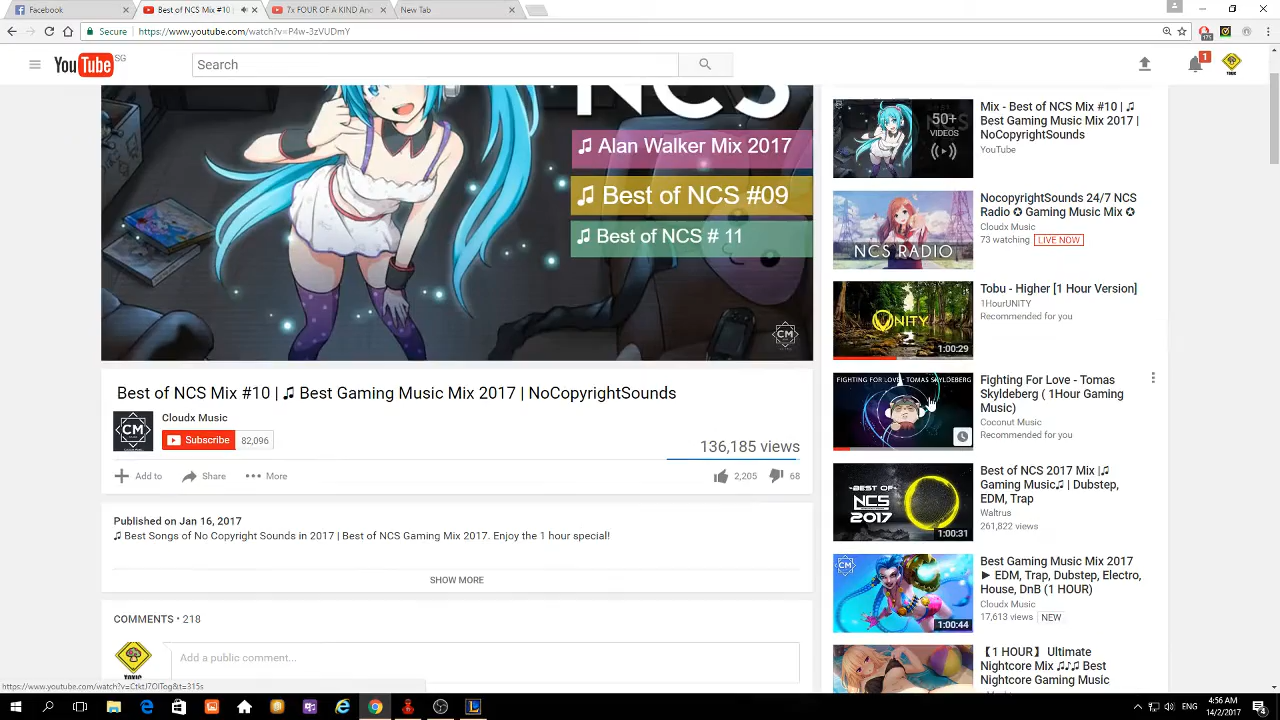 Facebook
Best of NCS Mix #10 |
7x FOUR OF A KIND And
New Tab
Secure
https://www.youtube.com/watch?v=P4w-3zVUDmY
175
YouTube SG
Search
1
NCS
♫ Alan Walker Mix 2017
♫ Best of NCS #09
♫ Best of NCS # 11
CM
Best of NCS Mix #10 | ♫ Best Gaming Music Mix 2017 | NoCopyrightSounds
CM
Cloudx Music
Subscribe
82,096
136,185 views
Add to
Share
More
2,205
68
Published on Jan 16, 2017
2017 | Best of NCS Gaming Mix 2017. Enjoy the 1 hour special!
SHOW MORE
COMMENTS • 218
TOXIC
Add a public comment...
NCS
50+
VIDEOS
Mix - Best of NCS Mix #10 | ♫
Best Gaming Music Mix 2017 |
NoCopyrightSounds
YouTube
NCS RADIO
NocopyrightSounds 24/7 NCS
Radio ✪ Gaming Music Mix ✪
Cloudx Music
73 watching
LIVE NOW
UNITY
1:00:29
Tobu - Higher [1 Hour Version]
1HourUNITY
Recommended for you
FIGHTING FOR LOVE - TOMAS SKYLDEBERG
Fighting For Love - Tomas
Skyldeberg ( 1Hour Gaming
Music)
Coconut Music
Recommended for you
-BEST OF-
NCS
2017
1:00:31
Best of NCS 2017 Mix |♫
Gaming Music♫ | Dubstep,
EDM, Trap
Waltrus
261,822 views
CM
1:00:44
Best Gaming Music Mix 2017
► EDM, Trap, Dubstep, Electro,
House, DnB (1 HOUR)
Cloudx Music
17,613 views
NEW
【1 HOUR】 Ultimate
Nightcore Mix ♫♪♫ Best
Nightcore Gaming Music
4:56 AM
14/2/2017